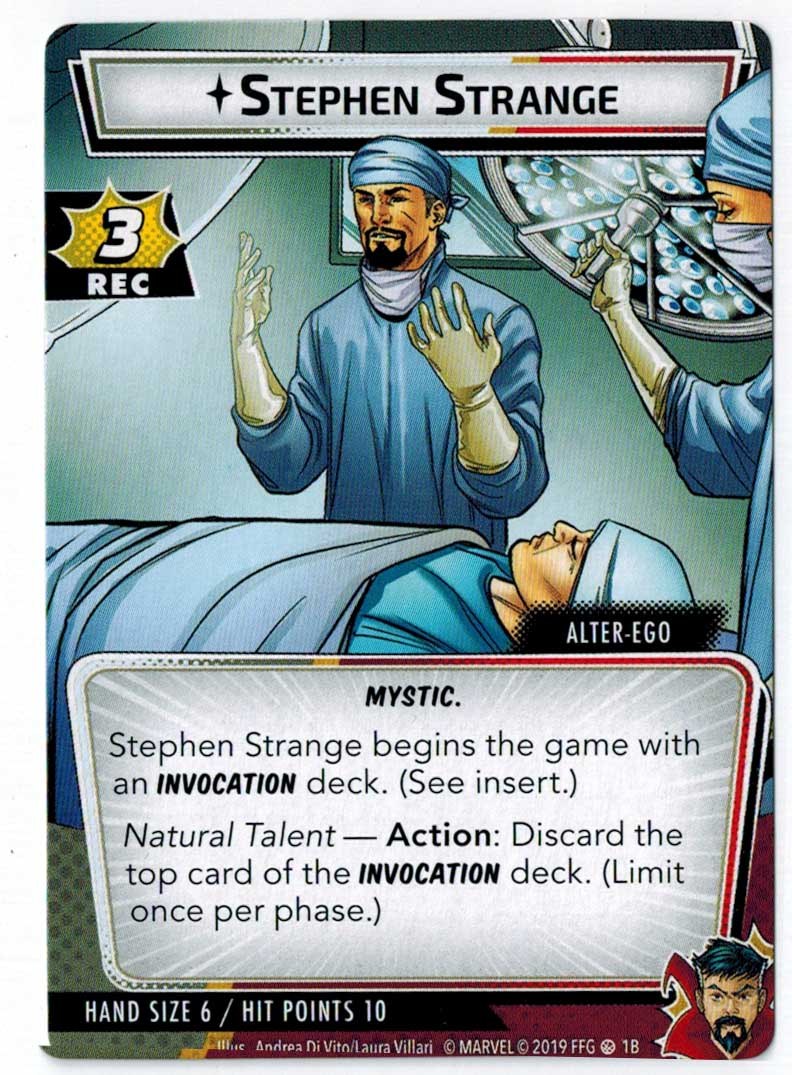 STEPHEN STRANGE
3
REC
ALTER-EGO
MYSTIC.
Stephen Strange begins the game with
an INVOCATION deck. (See insert.)
Natural Talent — Action: Discard the
top card of the INVOCATION deck. (Limit
once per phase.)
HAND SIZE 6 / HIT POINTS 10
Illus. Andrea Di Vito/Laura Villari © MARVEL © 2019 FFG 1B